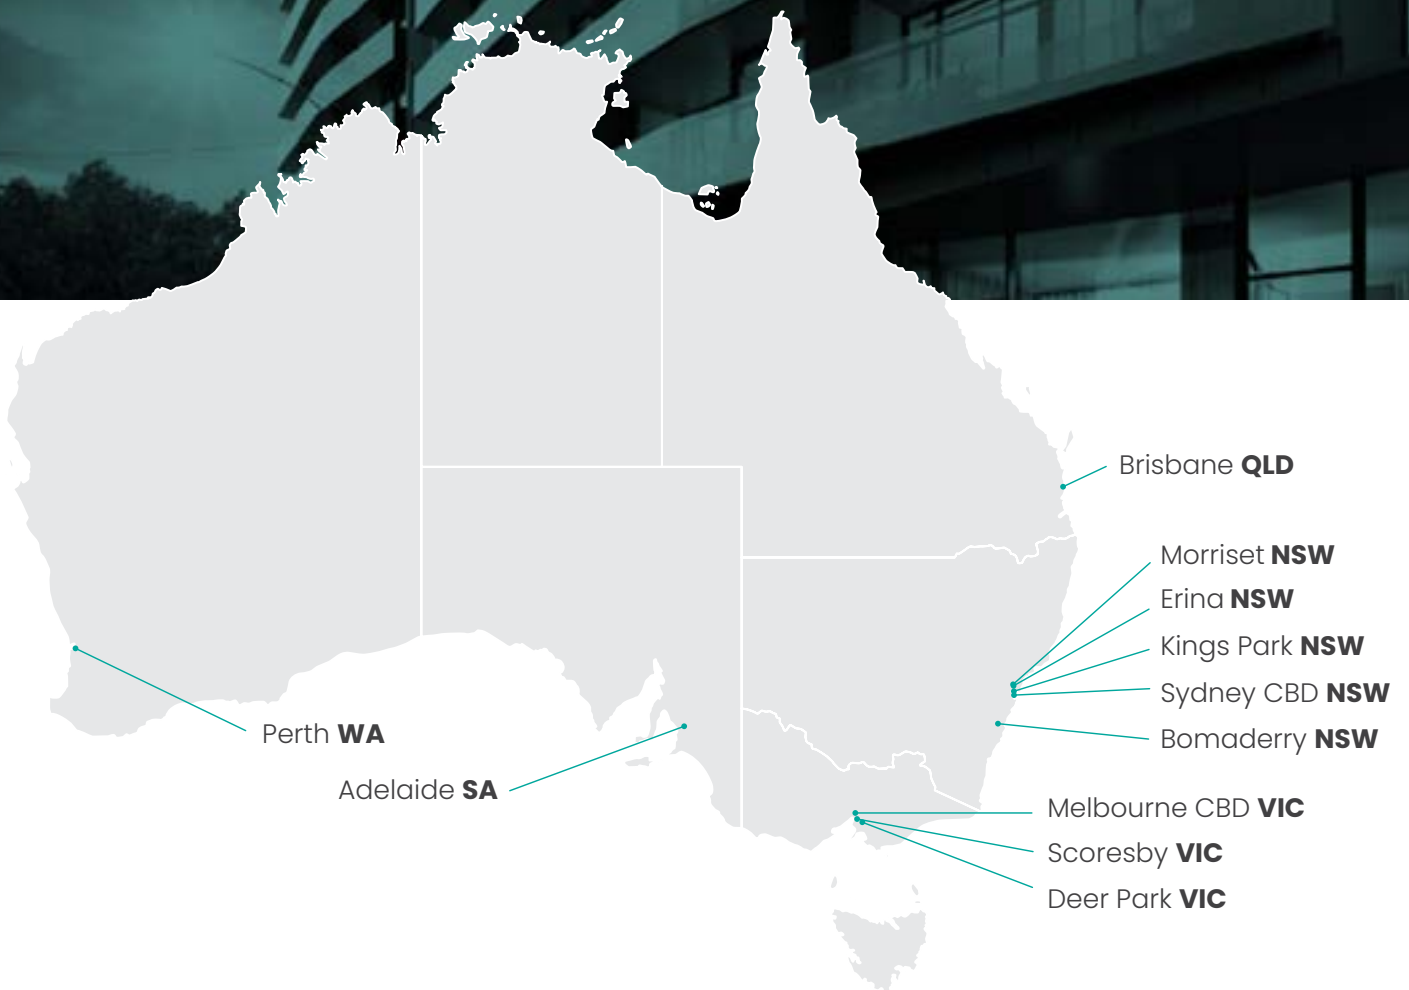 Brisbane QLD
Morriset NSW
Erina NSW
Kings Park NSW
Sydney CBD NSW
Bomaderry NSW
Perth WA
Adelaide SA
Melbourne CBD VIC
Scoresby VIC
Deer Park VIC